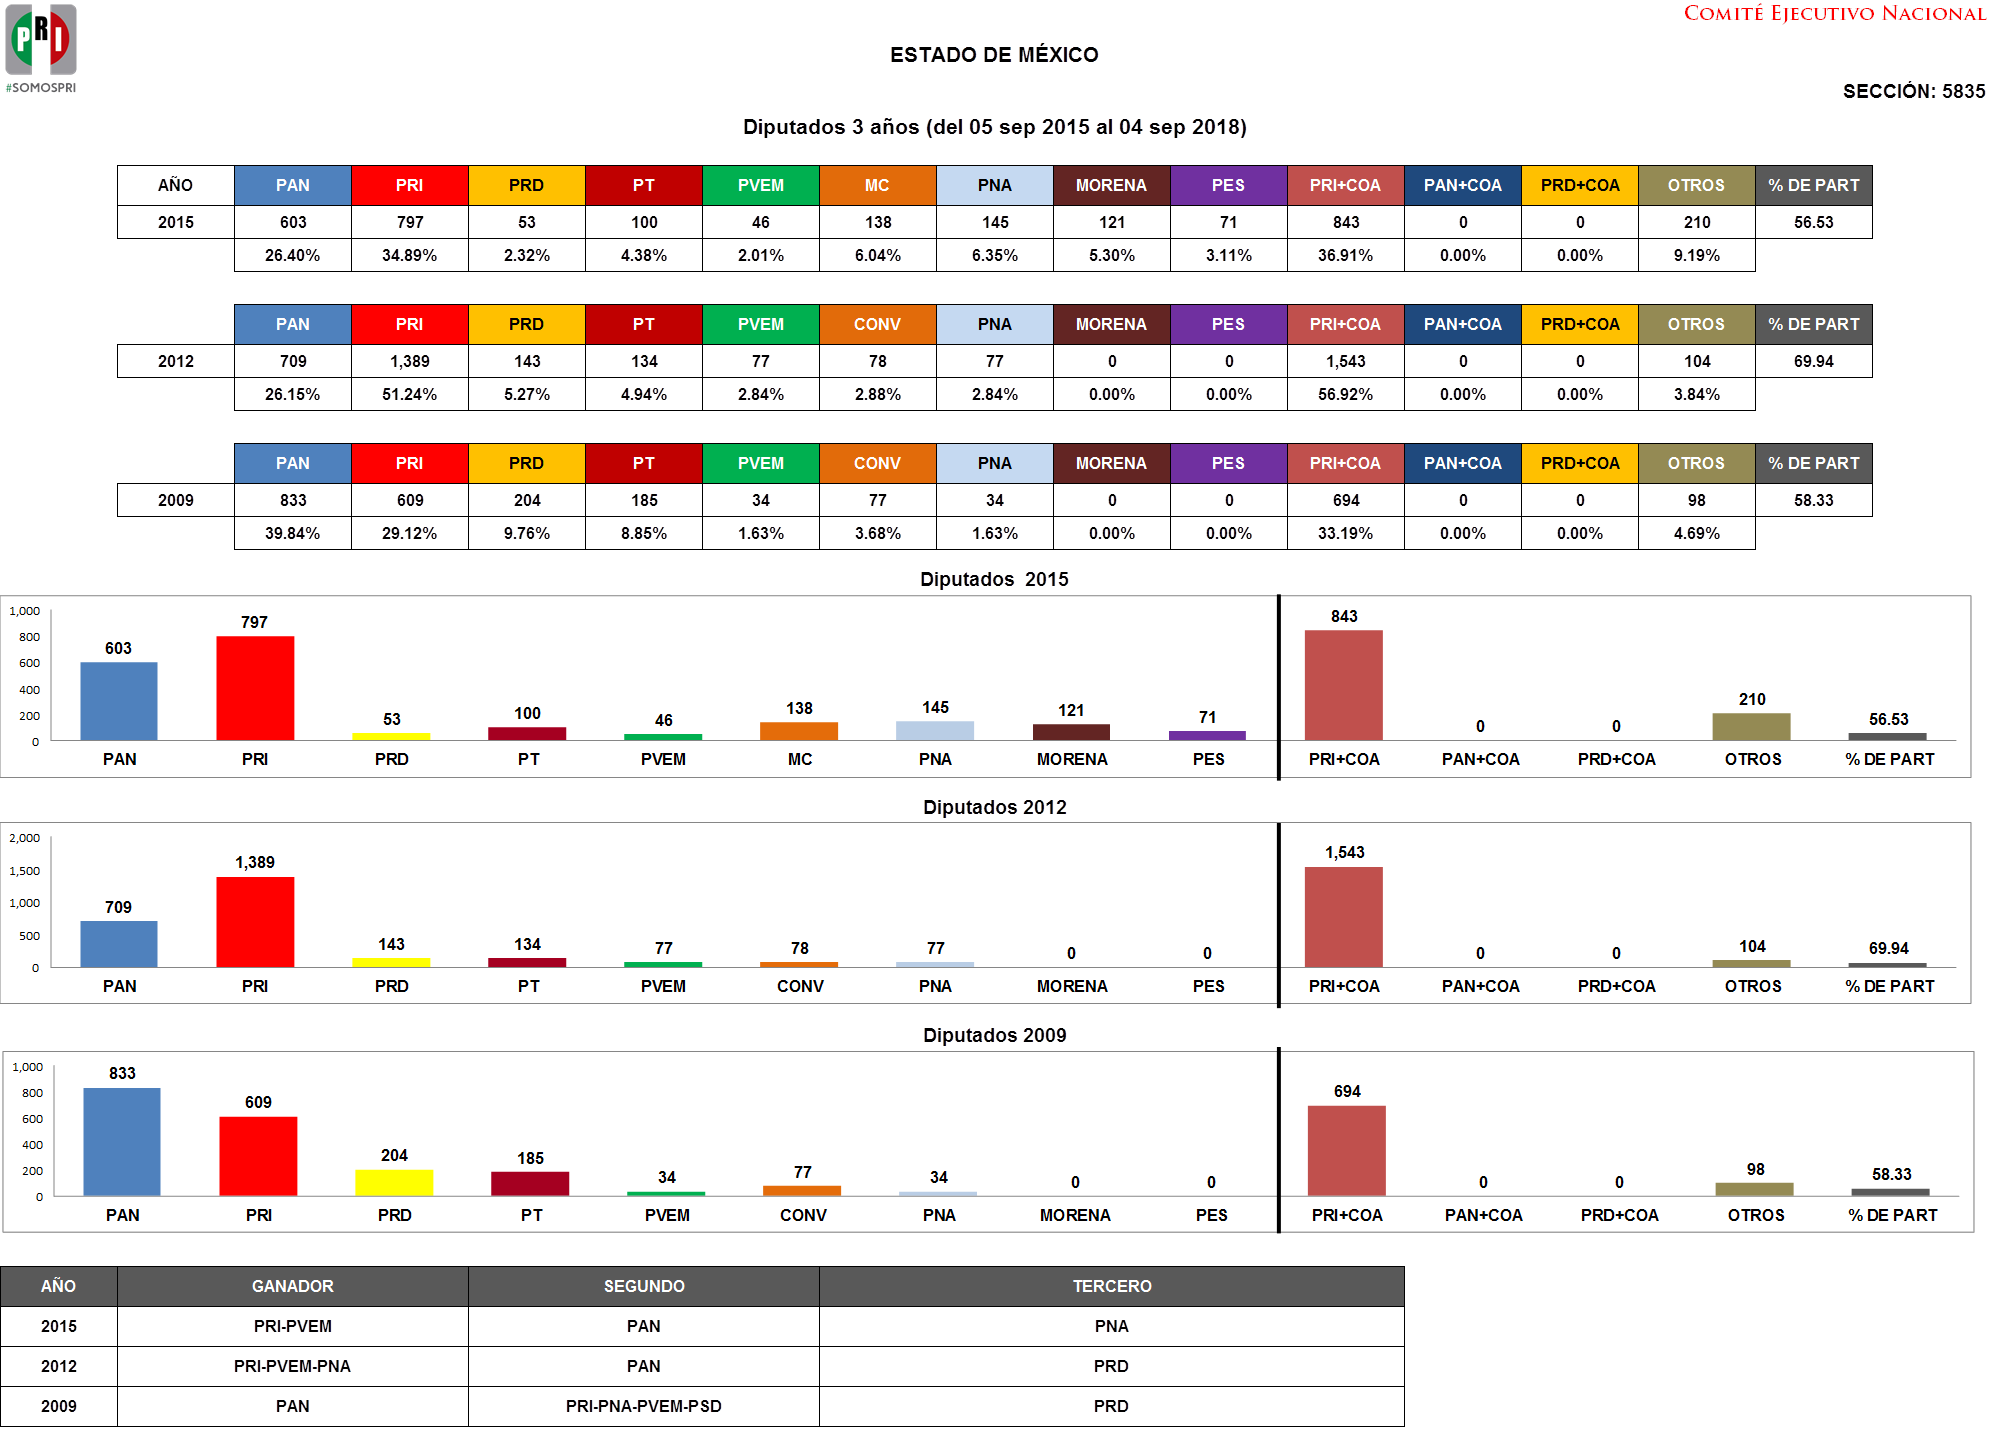 PRI
#SOMOSPRI
COMITÉ EJECUTIVO NACIONAL
ESTADO DE MÉXICO
SECCIÓN: 5835
Diputados 3 años (del 05 sep 2015 al 04 sep 2018)
AÑO PAN PRI PRD PT PVEM MC PNA MORENA PES PRI+COA PAN+COA PRD+COA OTROS % DE PART
2015 603 797 53 100 46 138 145 121 71 843 0 0 210 56.53
26.40% 34.89% 2.32% 4.38% 2.01% 6.04% 6.35% 5.30% 3.11% 36.91% 0.00% 0.00% 9.19%
PAN PRI PRD PT PVEM CONV PNA MORENA PES PRI+COA PAN+COA PRD+COA OTROS % DE PART
2012 709 1,389 143 134 77 78 77 0 0 1,543 0 0 104 69.94
26.15% 51.24% 5.27% 4.94% 2.84% 2.88% 2.84% 0.00% 0.00% 56.92% 0.00% 0.00% 3.84%
PAN PRI PRD PT PVEM CONV PNA MORENA PES PRI+COA PAN+COA PRD+COA OTROS % DE PART
2009 833 609 204 185 34 77 34 0 0 694 0 0 98 58.33
39.84% 29.12% 9.76% 8.85% 1.63% 3.68% 1.63% 0.00% 0.00% 33.19% 0.00% 0.00% 4.69%
Diputados 2015
1,000
800
600
400
200
0
603 797 53 100 46 138 145 121 71 843 0 0 210 56.53
PAN PRI PRD PT PVEM MC PNA MORENA PES PRI+COA PAN+COA PRD+COA OTROS % DE PART
Diputados 2012
2,000
1,500
1,000
500
0
709 1,389 143 134 77 78 77 0 0 1,543 0 0 104 69.94
PAN PRI PRD PT PVEM CONV PNA MORENA PES PRI+COA PAN+COA PRD+COA OTROS % DE PART
Diputados 2009
1,000
800
600
400
200
0
833 609 204 185 34 77 34 0 0 694 0 0 98 58.33
PAN PRI PRD PT PVEM CONV PNA MORENA PES PRI+COA PAN+COA PRD+COA OTROS % DE PART
AÑO GANADOR SEGUNDO TERCERO
2015 PRI-PVEM PAN PNA
2012 PRI-PVEM-PNA PAN PRD
2009 PAN PRI-PNA-PVEM-PSD PRD